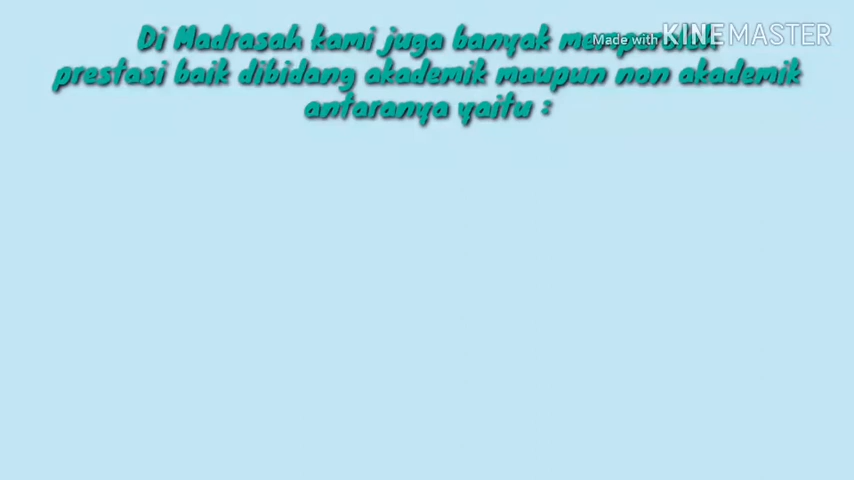 Di Madrasah kami juga banyak
Made with KINEMASTER
prestasi baik dibidang akademik maupun non akademik
antaranya yaitu :